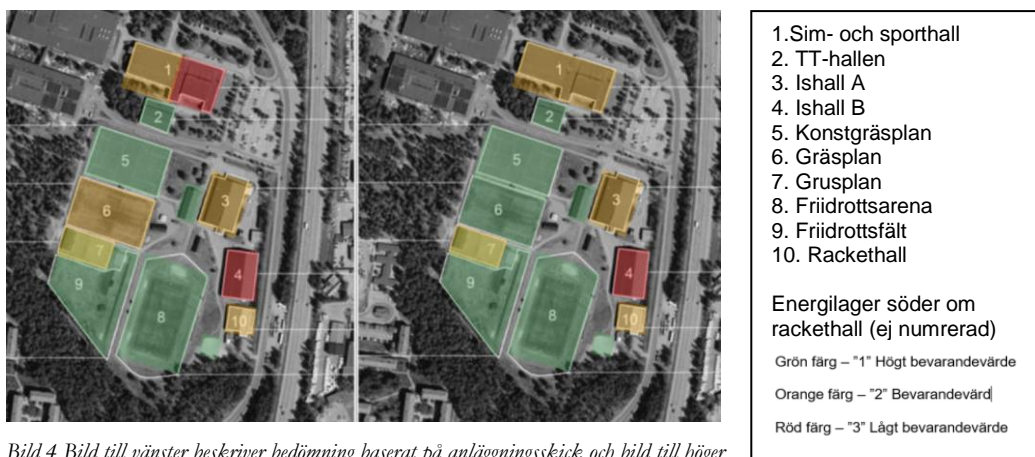 1
2
5
6
3
7
9
4
8
10
1
2
5
6
3
7
9
4
8
10
1.Sim- och sporthall
2. TT-hallen
3. Ishall A
4. Ishall B
5. Konstgräsplan
6. Gräsplan
7. Grusplan
8. Friidrottsarena
9. Friidrottsfält
10. Rackethall
Energilager söder om
rackethall (ej numrerad)
Grön färg – ”1” Högt bevarandevärde
Orange färg – ”2” Bevarandevärd
Röd färg – ”3” Lågt bevarandevärde
Bild 4 Bild till vänster beskriver bedömning baserat på anläggningsskick och bild till höger